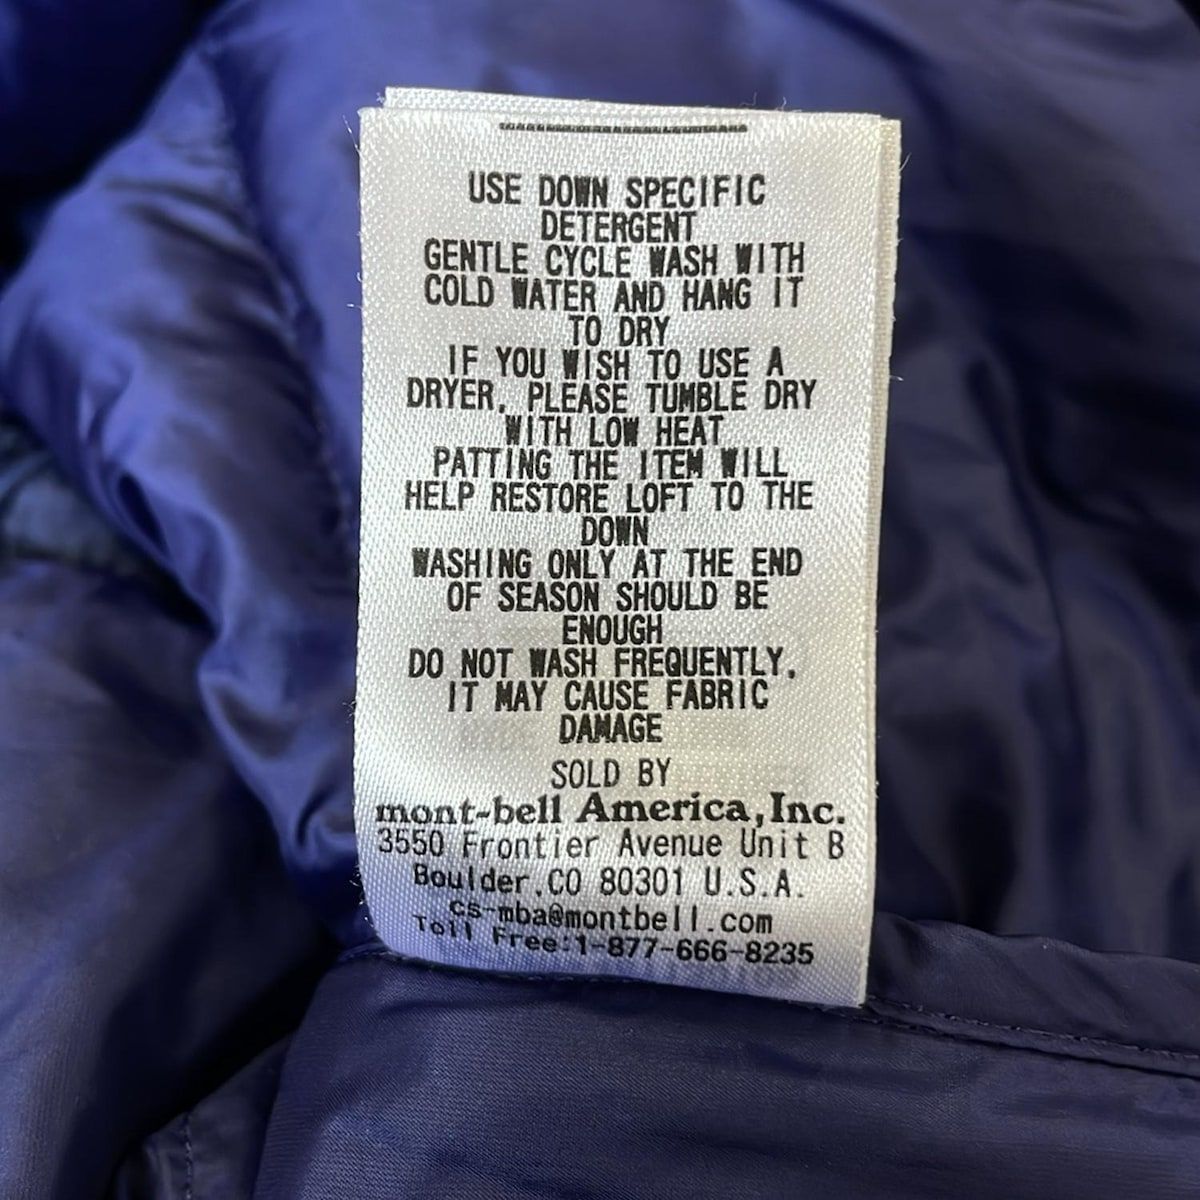 USE DOWN SPECIFIC
DETERGENT
GENTLE CYCLE WASH WITH
COLD WATER AND HANG IT
TO DRY
IF YOU WISH TO USE A
DRYER, PLEASE TUMBLE DRY
WITH LOW HEAT
PATTING THE ITEM WILL
HELP RESTORE LOFT TO THE
DOWN
WASHING ONLY AT THE END
OF SEASON SHOULD BE
ENOUGH
DO NOT WASH FREQUENTLY,
IT MAY CAUSE FABRIC
DAMAGE
SOLD BY
mont-bell America, Inc.
3550 Frontier Avenue Unit B
Boulder, CO 80301 U.S.A.
cs-mba@montbell.com
Toll Free:1-877-666-8235